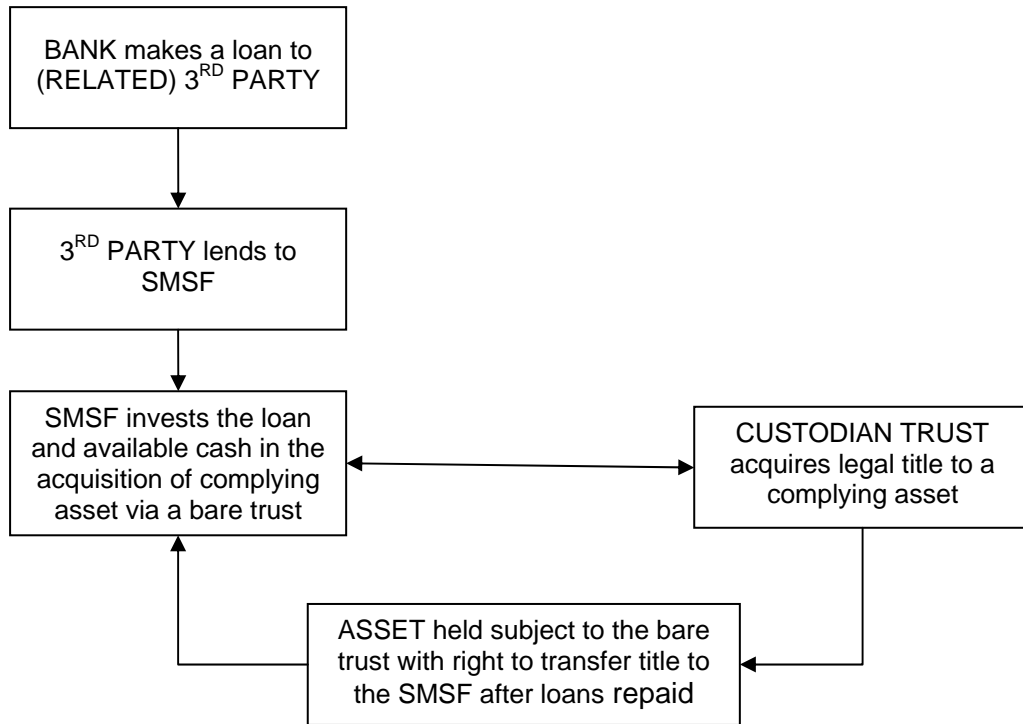 BANK makes a loan to
(RELATED) 3RD PARTY
3RD PARTY lends to
SMSF
SMSF invests the loan
and available cash in the
acquisition of complying
asset via a bare trust
CUSTODIAN TRUST
acquires legal title to a
complying asset
ASSET held subject to the bare
trust with right to transfer title to
the SMSF after loans repaid